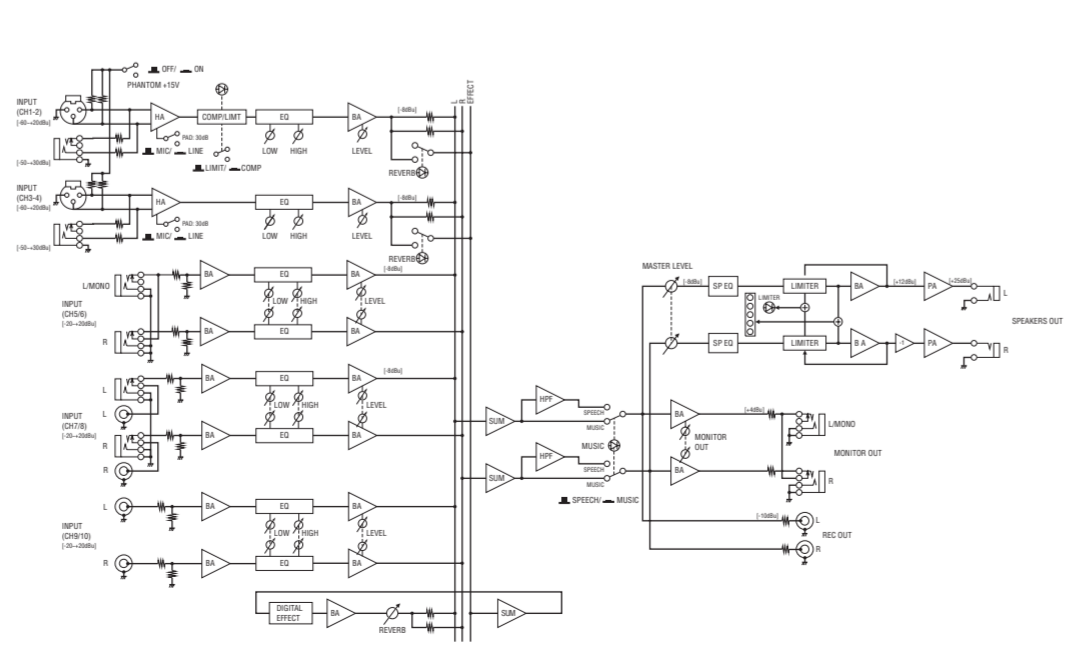 OFF/ ON
PHANTOM +15V
L
R
EFFECT
INPUT
(CH1-2)
[-60~+20dBu]
HA
COMP/LIMT
EQ
BA
[-8dBu]
PAD: 30dB
MIC/ LINE
LOW
HIGH
LEVEL
[-50~+30dBu]
LIMIT/ COMP
REVERB
INPUT
(CH3-4)
[-60~+20dBu]
HA
EQ
BA
[-8dBu]
PAD: 30dB
MIC/ LINE
LOW
HIGH
LEVEL
[-50~+30dBu]
REVERB
L/MONO
BA
EQ
BA
[-8dBu]
INPUT
(CH5/6)
[-20~+20dBu]
LOW
HIGH
LEVEL
R
BA
EQ
BA
L
BA
EQ
BA
[-8dBu]
L
INPUT
(CH7/8)
[-20~+20dBu]
LOW
HIGH
LEVEL
R
BA
EQ
BA
R
L
BA
EQ
BA
INPUT
(CH9/10)
[-20~+20dBu]
LOW
HIGH
LEVEL
R
BA
EQ
BA
DIGITAL
EFFECT
BA
REVERB
SUM
SUM
HPF
SPEECH
MUSIC
MUSIC
SUM
HPF
SPEECH
MUSIC
SPEECH/ MUSIC
MASTER LEVEL
[-8dBu]
SP EQ
LIMITER
BA
[+12dBu]
PA
[+25dBu]
L
LIMITER
SPEAKERS OUT
SP EQ
LIMITER
B A
-1
PA
R
BA
[+4dBu]
L/MONO
MONITOR
OUT
MONITOR OUT
BA
R
[-10dBu]
L
REC OUT
R